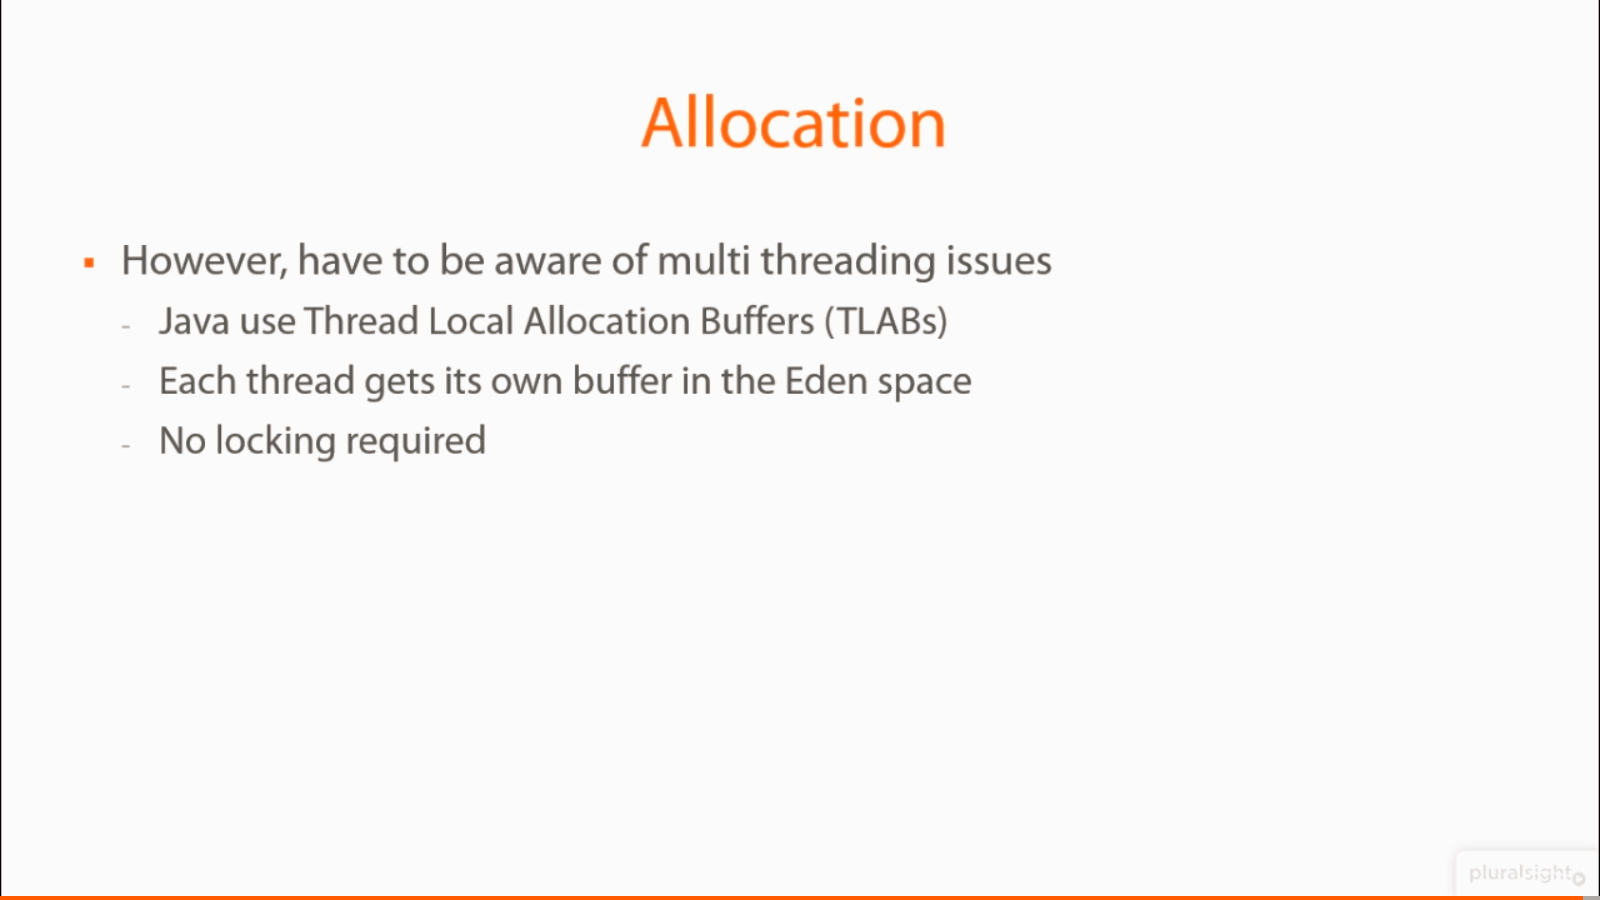 Allocation
▪ However, have to be aware of multi threading issues
- Java use Thread Local Allocation Buffers (TLABs)
- Each thread gets its own buffer in the Eden space
- No locking required
pluralsight